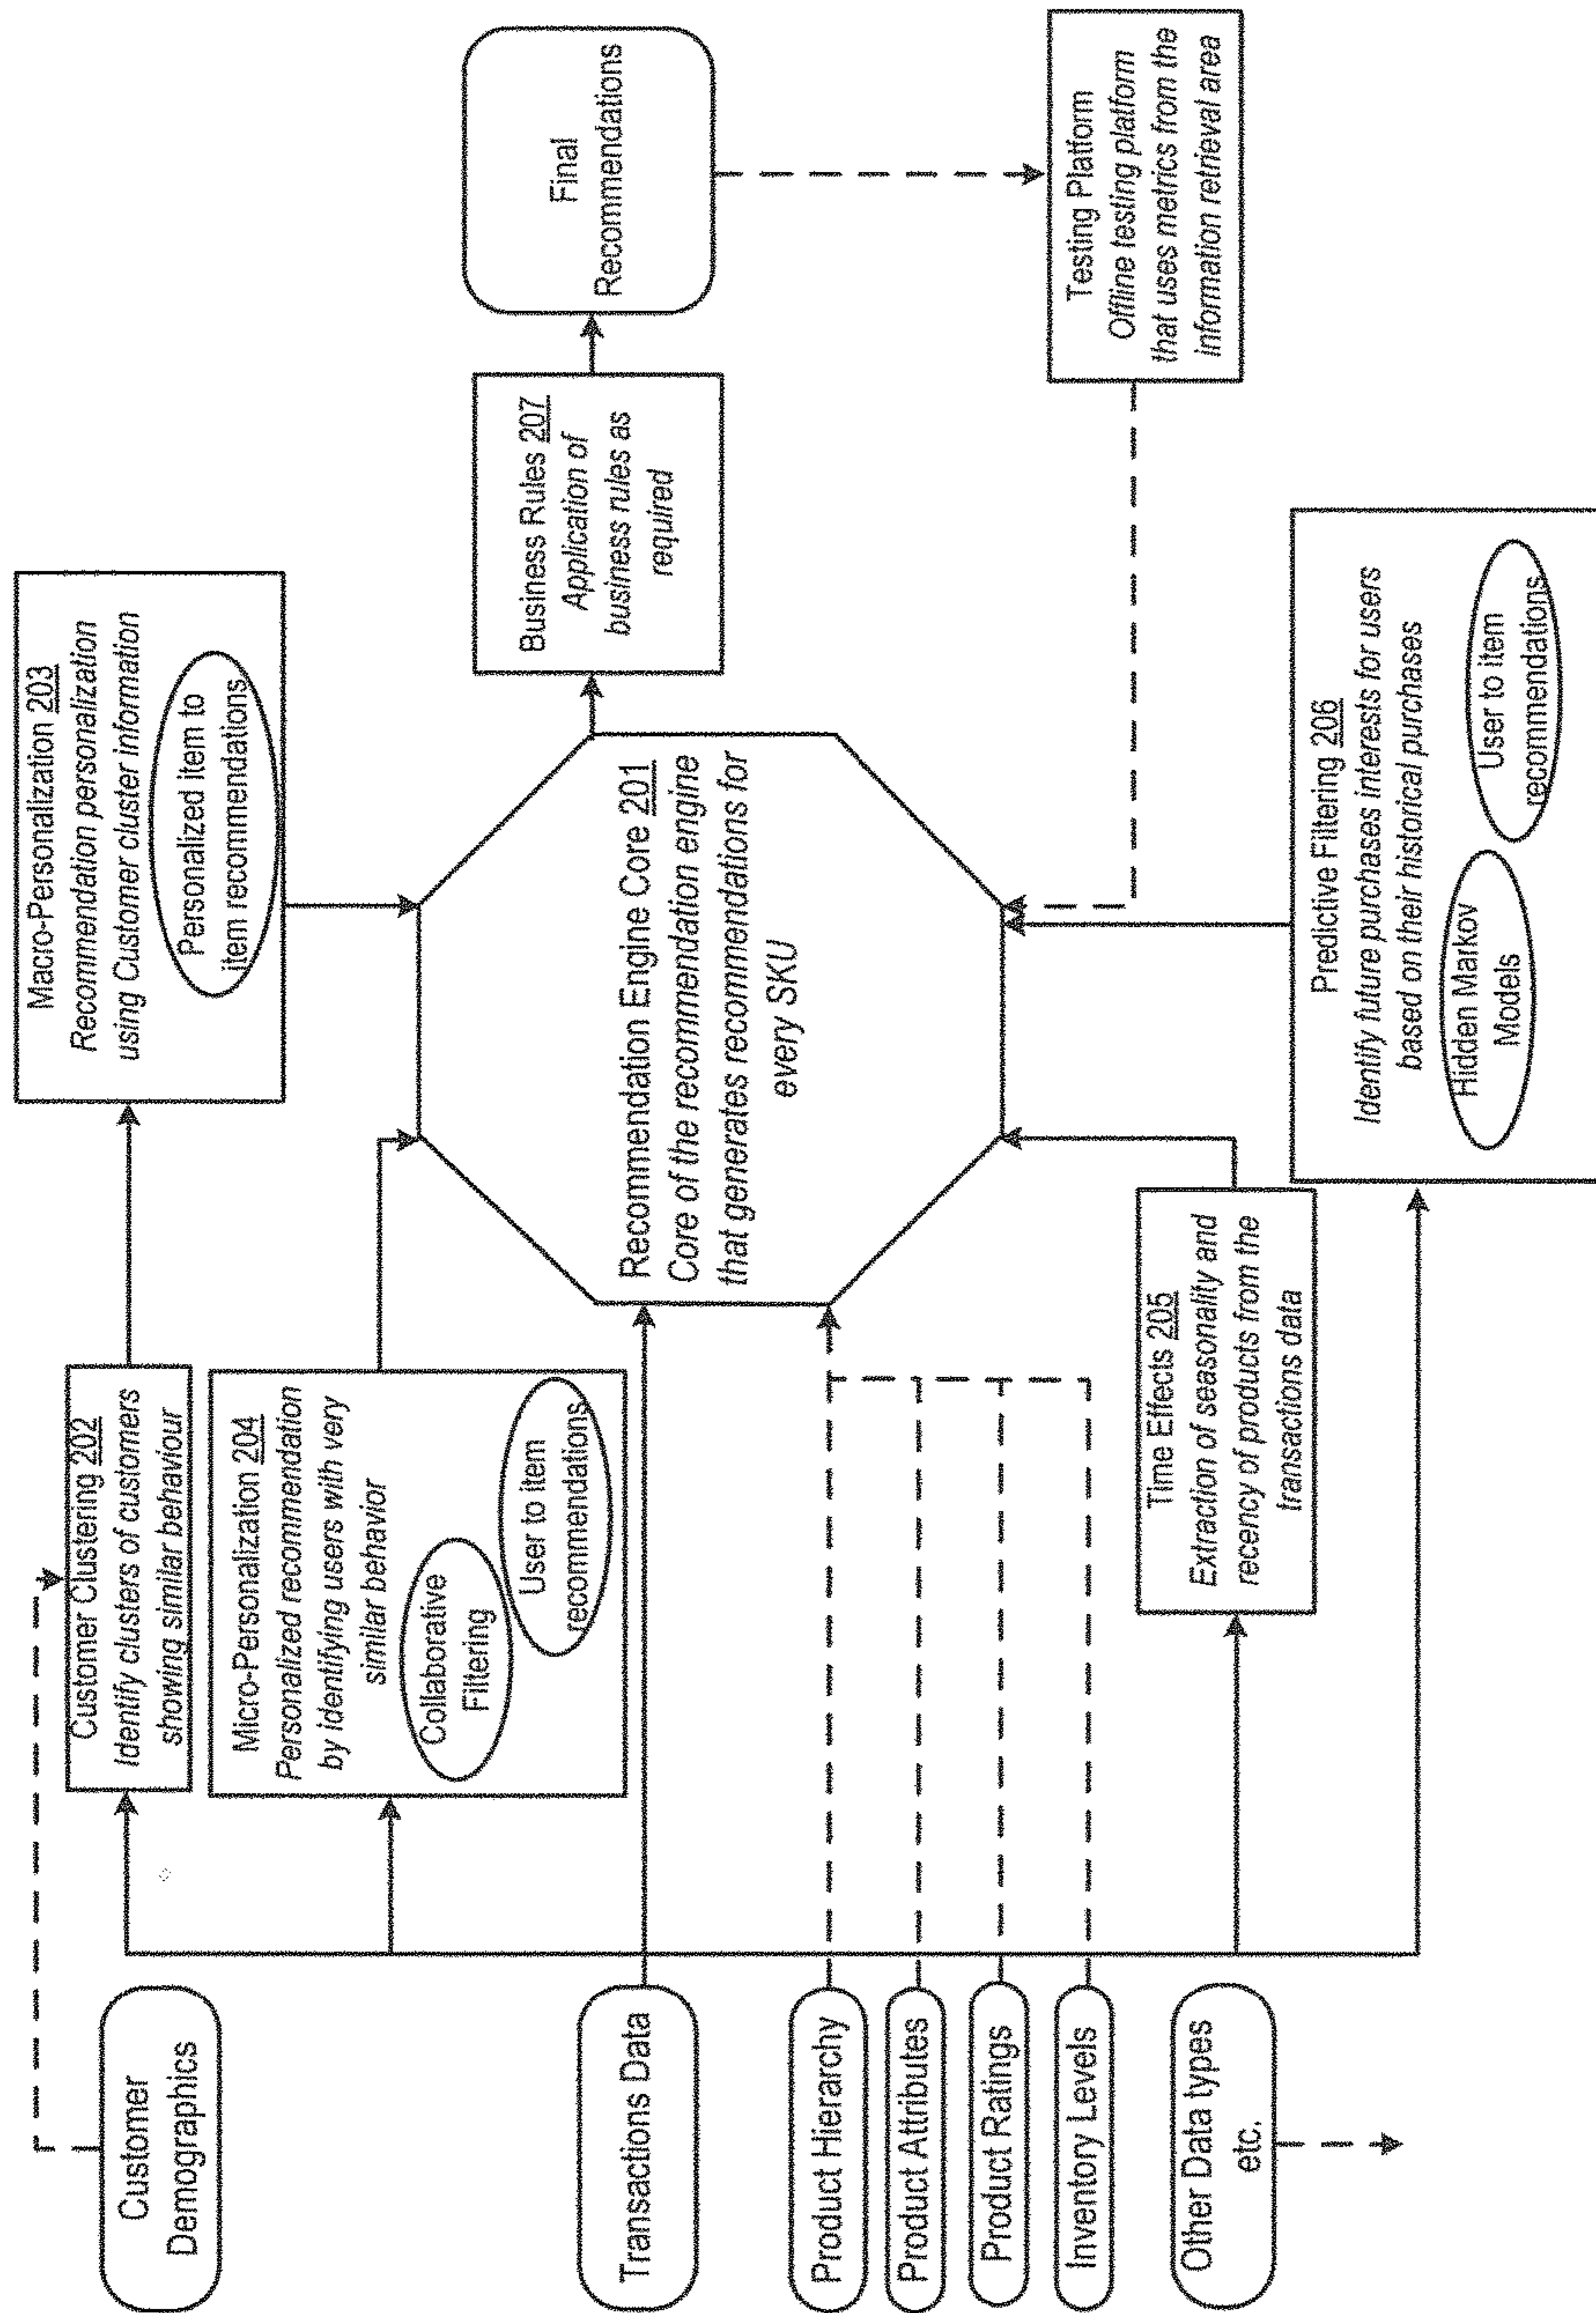 Customer
Demographics
Transactions Data
Product Hierarchy
Product Attributes
Product Ratings
Inventory Levels
Other Data types
etc.
Customer Clustering 202
Identify clusters of customers
showing similar behaviour
Micro-Personalization 204
Personalized recommendation
by identifying users with very
similar behavior
Collaborative
Filtering
User to item
recommendations
Time Effects 205
Extraction of seasonality and
recency of products from the
transactions data
Macro-Personalization 203
Recommendation personalization
using Customer cluster information
Personalized item to
item recommendations
Recommendation Engine Core 201
Core of the recommendation engine
that generates recommendations for
every SKU
Predictive Filtering 206
Identify future purchases interests for users
based on their historical purchases
Hidden Markov
Models
User to item
recommendations
Business Rules 207
Application of
business rules as
required
Final
Recommendations
Testing Platform
Offline testing platform
that uses metrics from the
information retrieval area